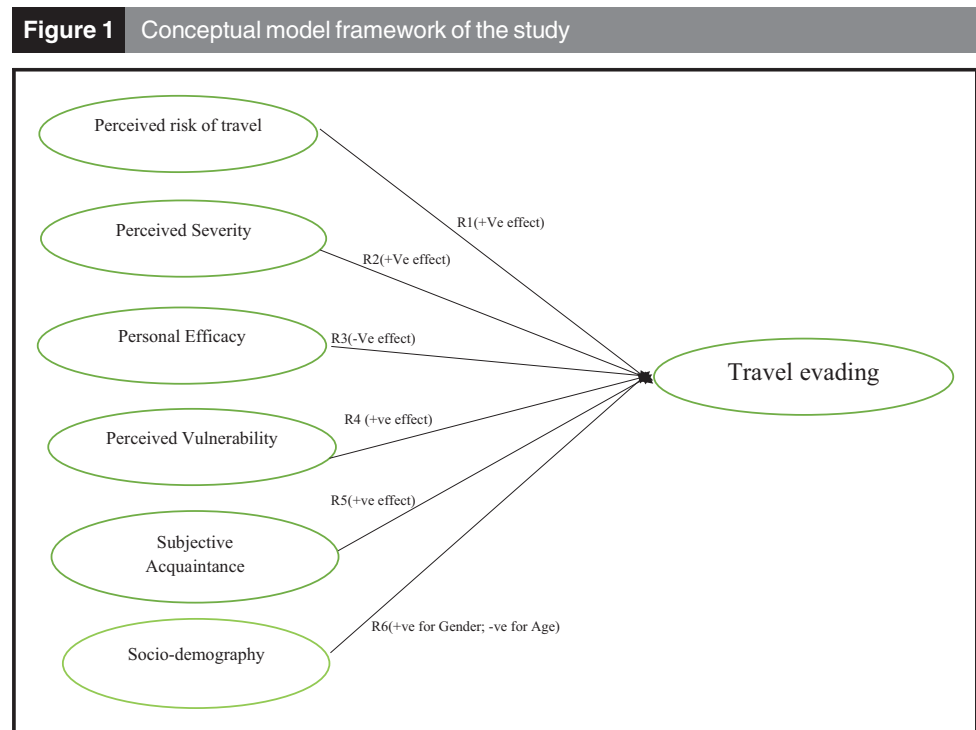 Figure 1 Conceptual model framework of the study
Perceived risk of travel
R1(+Ve effect)
Perceived Severity
R2(+Ve effect)
Personal Efficacy
R3(-Ve effect)
Travel evading
R4 (+ve effect)
Perceived Vulnerability
R5(+ve effect)
Subjective
Acquaintance
R6(+ve for Gender; -ve for Age)
Socio-demography